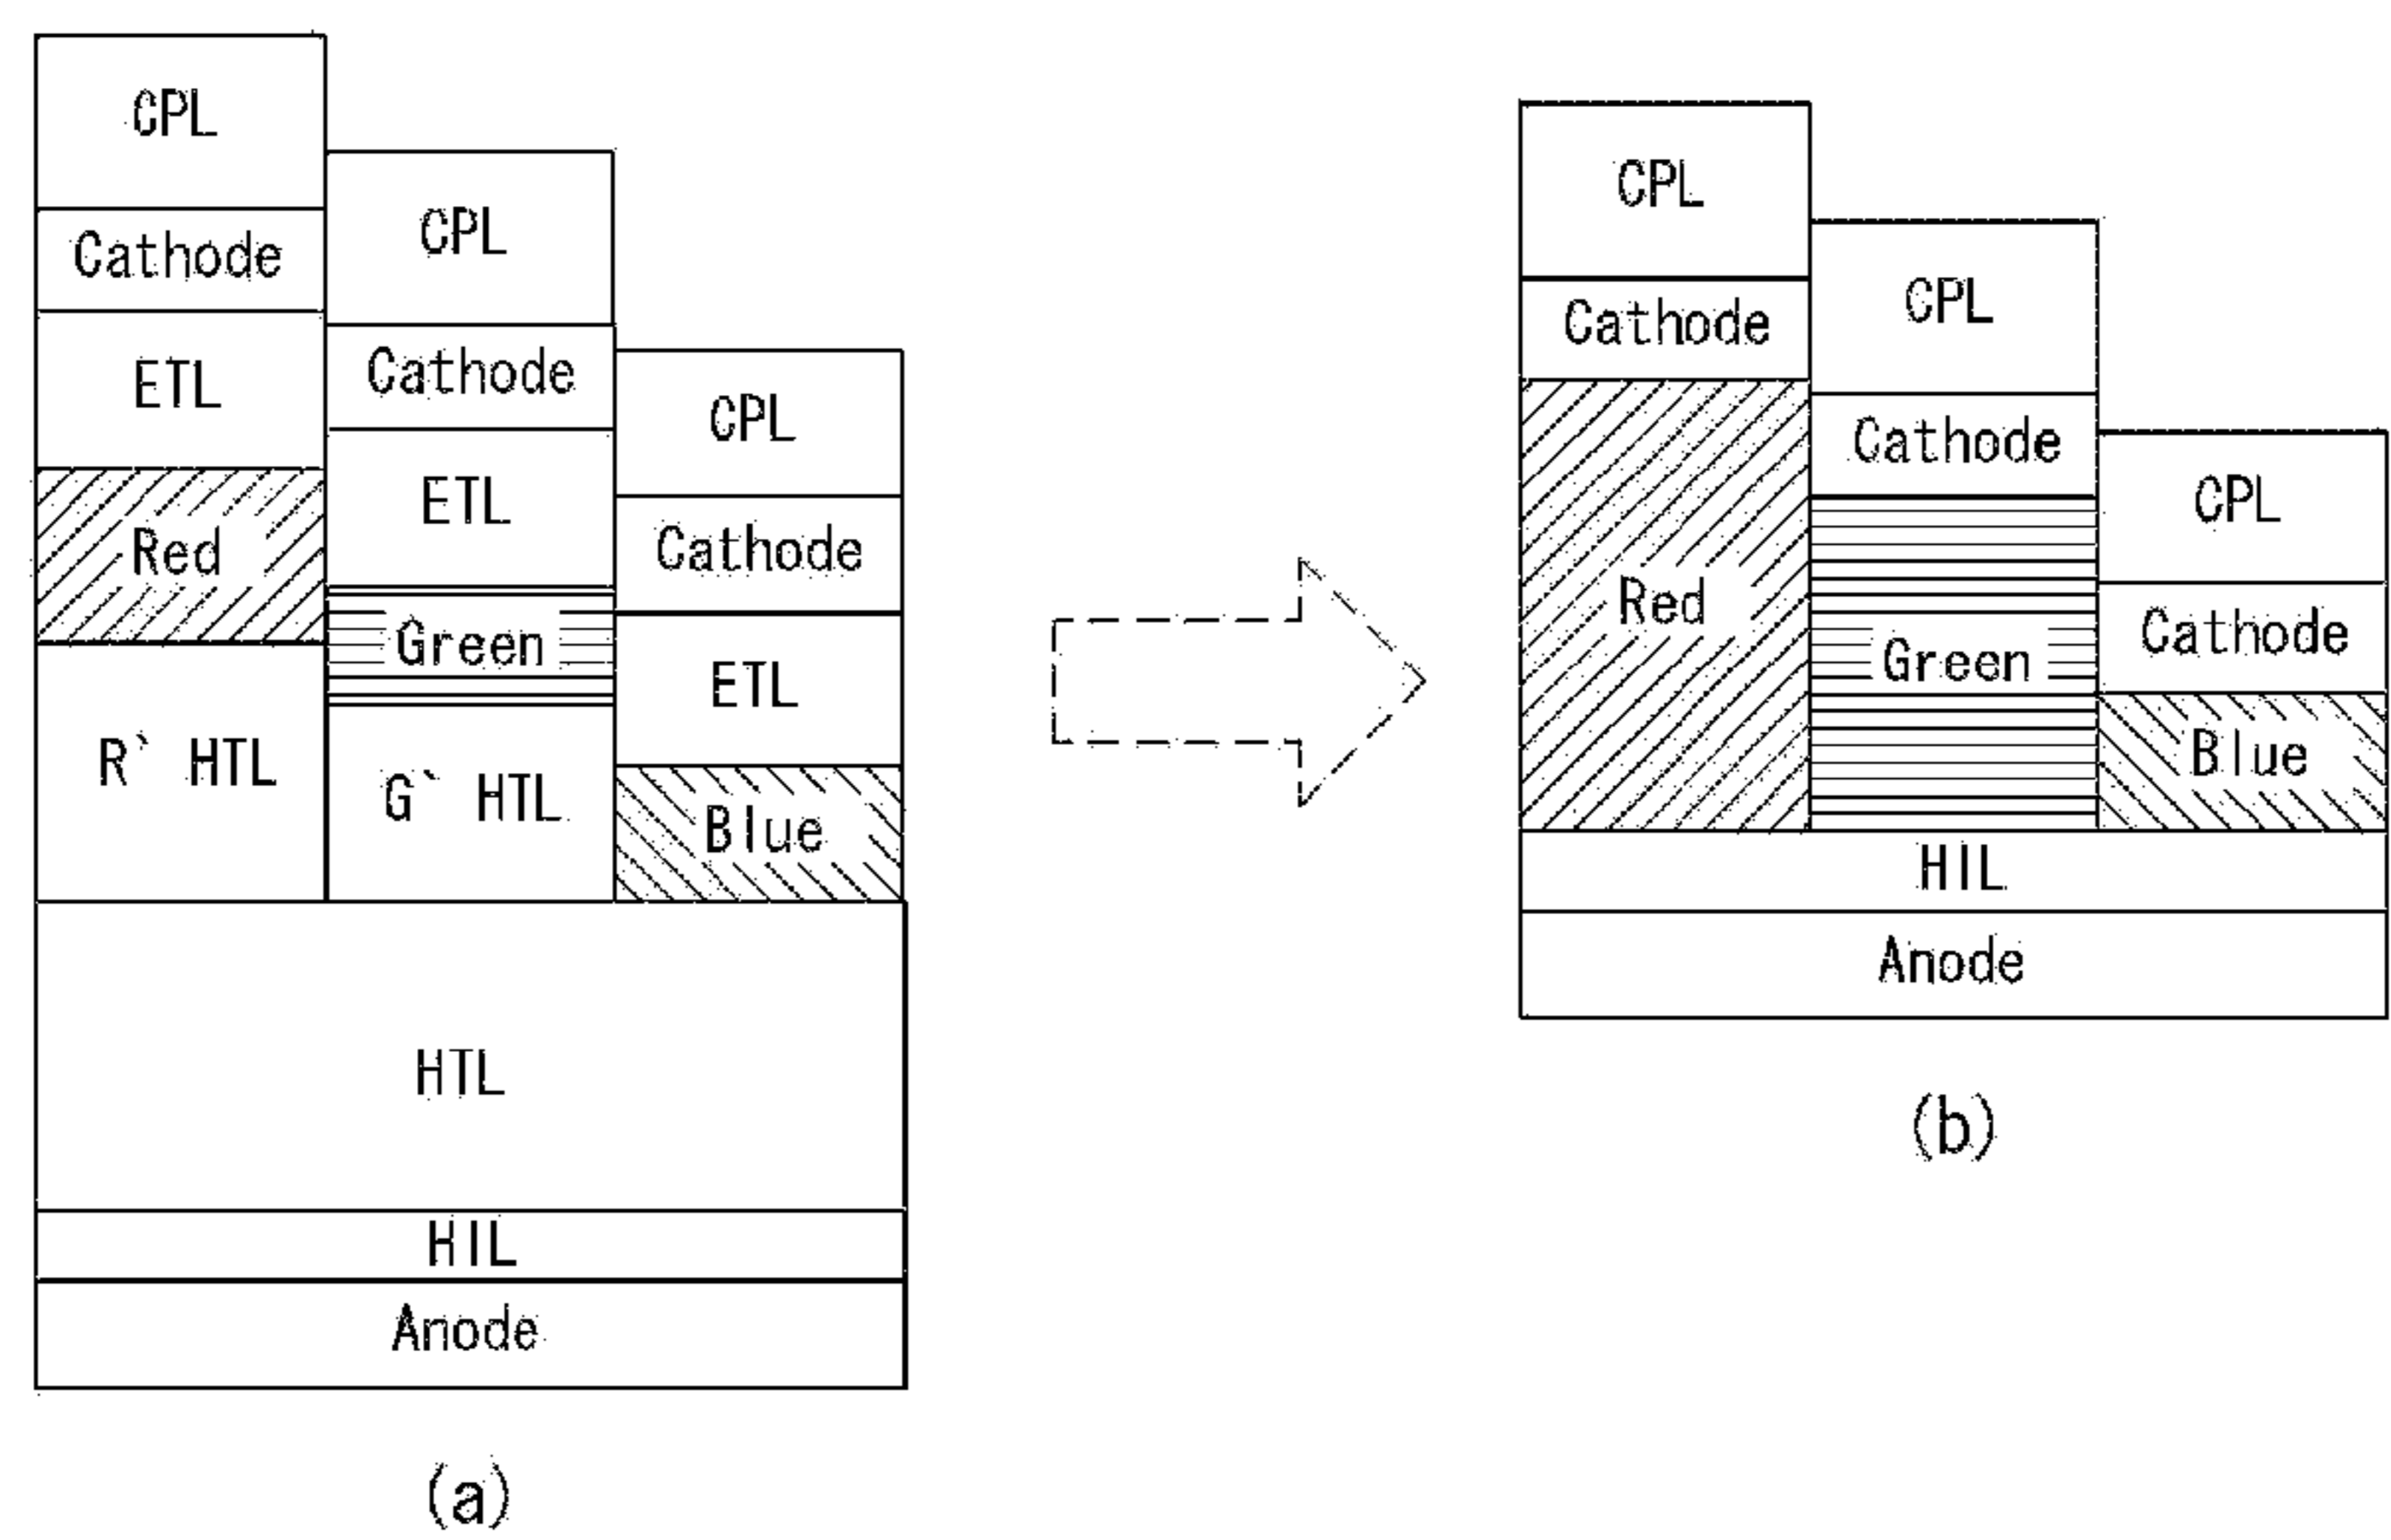 CPL
Cathode
ETL
Red
R` HTL
CPL
Cathode
ETL
Green
G` HTL
CPL
Cathode
ETL
Blue
HTL
HIL
Anode
(a)
CPL
Cathode
Red
CPL
Cathode
Green
CPL
Cathode
Blue
HIL
Anode
(b)